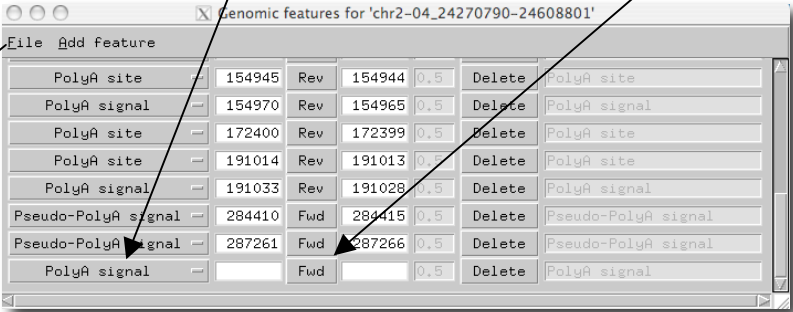 Genomic features for 'chr2-04_24270790-24608801'
File Add feature
PolyA site 154945 Rev 154944 0.5 Delete PolyA site
PolyA signal 154970 Rev 154965 0.5 Delete PolyA signal
PolyA site 172400 Rev 172399 0.5 Delete PolyA site
PolyA site 191014 Rev 191013 0.5 Delete PolyA site
PolyA signal 191033 Rev 191028 0.5 Delete PolyA signal
Pseudo-PolyA signal 284410 Fwd 284415 0.5 Delete Pseudo-PolyA signal
Pseudo-PolyA signal 287261 Fwd 287266 0.5 Delete Pseudo-PolyA signal
PolyA signal Fwd 0.5 Delete PolyA signal